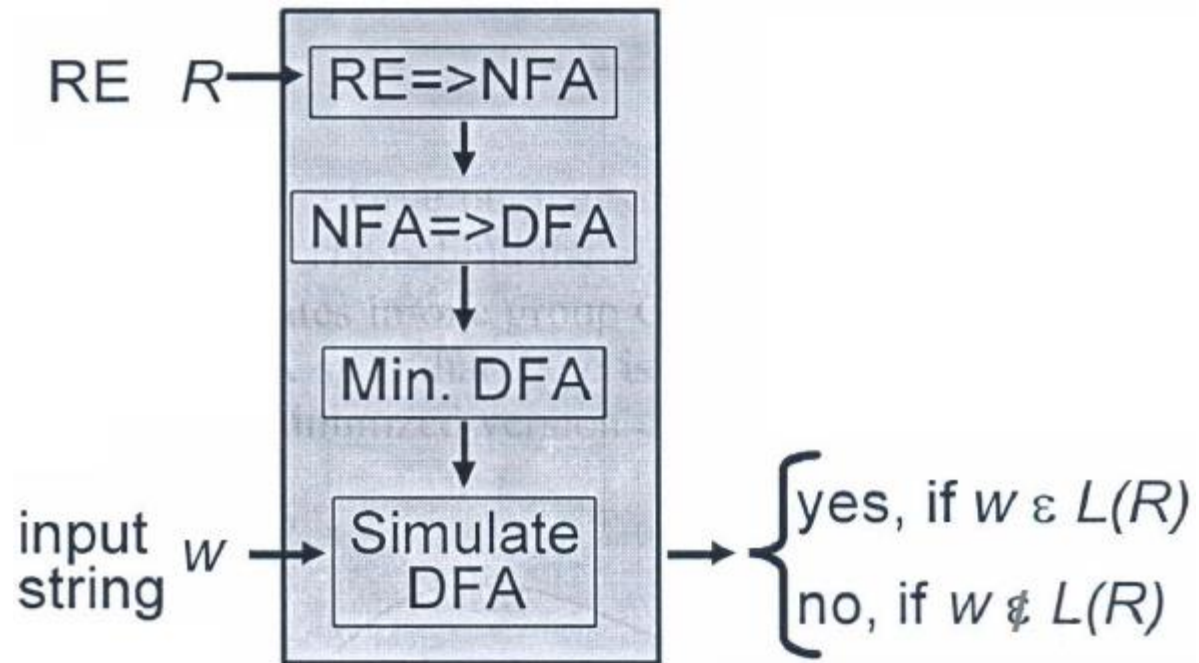 RE R
RE=>NFA
NFA=>DFA
Min. DFA
input
string w
Simulate
DFA
yes, if w ε L(R)
no, if w ∉ L(R)